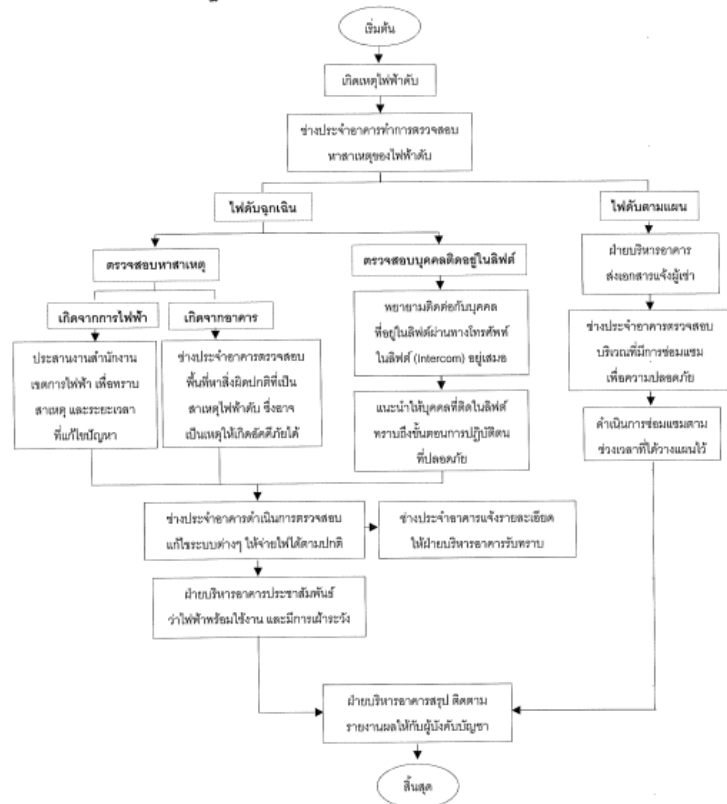 เริ่มต้น
เกิดเหตุไฟฟ้าดับ
ช่างประจำอาคารทำการตรวจสอบ
หาสาเหตุของไฟฟ้าดับ
ไฟดับฉุกเฉิน
ไฟดับตามแผน
ตรวจสอบหาสาเหตุ
ตรวจสอบบุคคลติดอยู่ในลิฟต์
ฝ่ายบริหารอาคาร
ส่งเอกสารแจ้งผู้เช่า
เกิดจากการไฟฟ้า
เกิดจากอาคาร
พยายามติดต่อกับบุคคล
ที่อยู่ในลิฟต์ผ่านทางโทรศัพท์
ในลิฟต์ (Intercom) อยู่เสมอ
ช่างประจำอาคารตรวจสอบ
บริเวณที่มีการซ่อมแซม
เพื่อความปลอดภัย
ประสานงานสำนักงาน
เขตการไฟฟ้า เพื่อทราบ
สาเหตุ และระยะเวลา
ที่แก้ไขปัญหา
ช่างประจำอาคารตรวจสอบ
พื้นที่หาสิ่งผิดปกติที่เป็น
สาเหตุไฟฟ้าดับ ซึ่งอาจ
เป็นเหตุให้เกิดอัคคีภัยได้
แนะนำให้บุคคลที่ติดในลิฟต์
ทราบถึงขั้นตอนการปฏิบัติตน
ที่ปลอดภัย
ดำเนินการซ่อมแซมตาม
ช่วงเวลาที่ได้วางแผนไว้
ช่างประจำอาคารดำเนินการตรวจสอบ
แก้ไขระบบต่างๆ ให้จ่ายไฟได้ตามปกติ
ช่างประจำอาคารแจ้งรายละเอียด
ให้ฝ่ายบริหารอาคารรับทราบ
ฝ่ายบริหารอาคารประชาสัมพันธ์
ว่าไฟฟ้าพร้อมใช้งาน และมีการเฝ้าระวัง
ฝ่ายบริหารอาคารสรุป ติดตาม
รายงานผลให้กับผู้บังคับบัญชา
สิ้นสุด